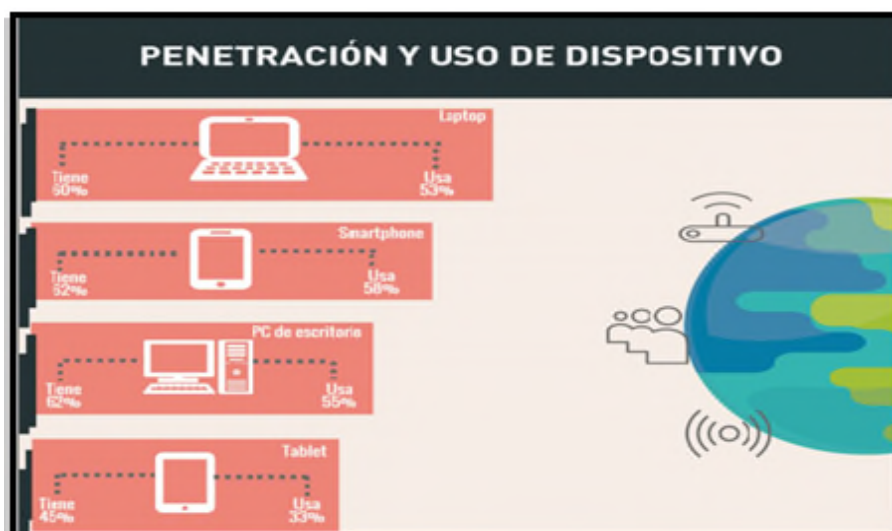 PENETRACIÓN Y USO DE DISPOSITIVO
Laptop
Tiene
60%
Usa
53%
Smartphone
Tiene
62%
Usa
58%
PC de escritorio
Tiene
62%
Usa
55%
Tablet
Tiene
45%
Usa
33%